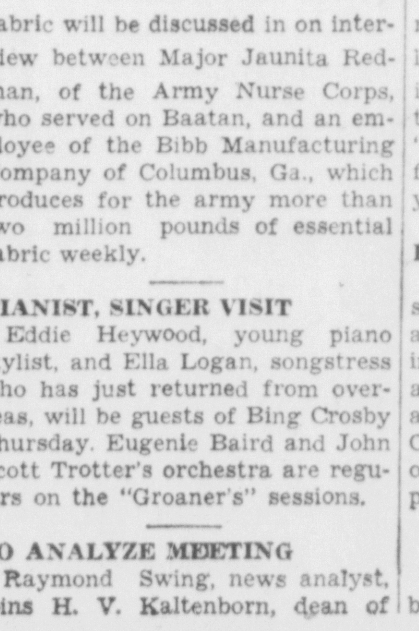 abric will be discussed in on inter-
iew between Major Jaunita Red-
nan, of the Army Nurse Corps,
ho served on Baatan, and an em-
loyee of the Bibb Manufacturing
ompany of Columbus, Ga., which
roduces for the army more than
wo million pounds of essential
abric weekly.
IANIST, SINGER VISIT
Eddie Heywood, young piano
tylist, and Ella Logan, songstress
ho has just returned from over-
eas, will be guests of Bing Crosby
hursday. Eugenie Baird and John
cott Trotter's orchestra are regu-
rs on the "Groaner's" sessions.
O ANALYZE MEETING
Raymond Swing, news analyst,
ins H. V. Kaltenborn, dean of